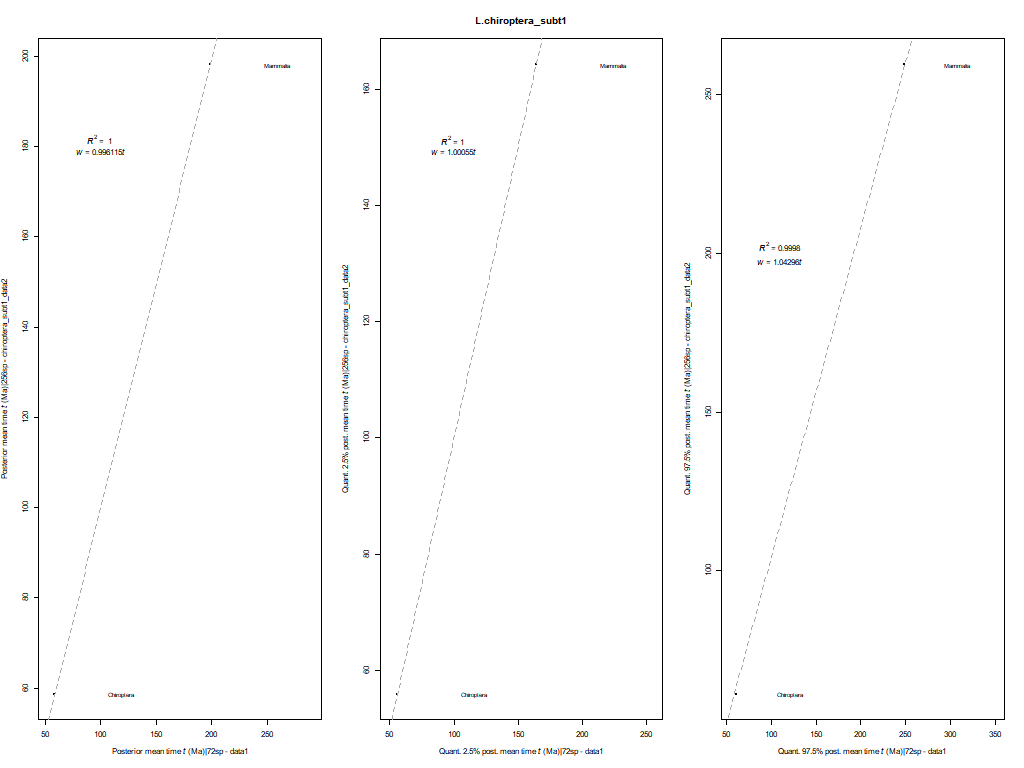 L.chiroptera_subt1
Posterior mean time t (Ma)|256sp - chiroptera_subt1_data2
200
180
160
140
120
100
80
60
Mammalia
R² = 1
w = 0.996115t
Chiroptera
50 100 150 200 250
Posterior mean time t (Ma)|72sp - data1
Quant. 2.5% post. mean time t (Ma)|256sp - chiroptera_subt1_data2
160
140
120
100
80
60
Mammalia
R² = 1
w = 1.00055t
Chiroptera
50 100 150 200 250
Quant. 2.5% post. mean time t (Ma)|72sp - data1
Quant. 97.5% post. mean time t (Ma)|256sp - chiroptera_subt1_data2
250
200
150
100
Mammalia
R² = 0.9998
w = 1.04296t
Chiroptera
50 100 150 200 250 300 350
Quant. 97.5% post. mean time t (Ma)|72sp - data1